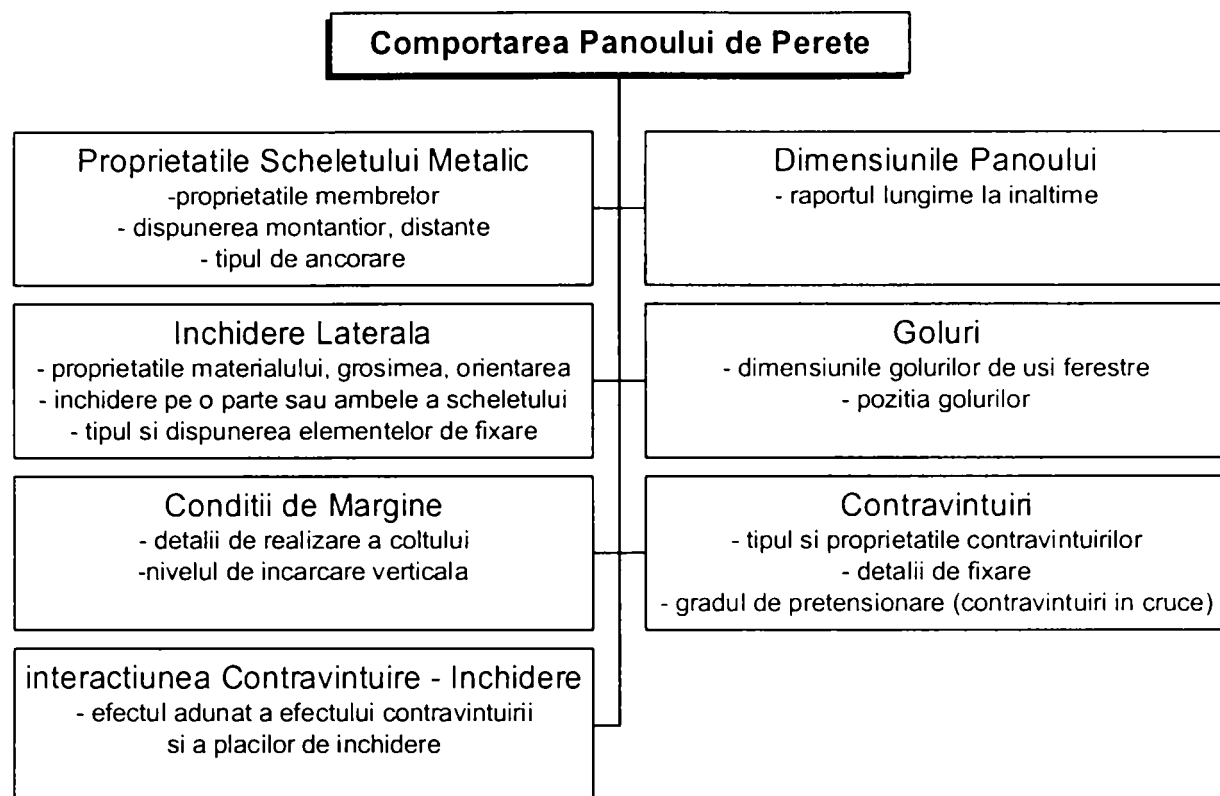 Comportarea Panoului de Perete
Proprietatile Scheletului Metalic
-proprietatile membrelor
- dispunerea montantior, distante
- tipul de ancorare
Dimensiunile Panoului
- raportul lungime la inaltime
Inchidere Laterala
- proprietatile materialului, grosimea, orientarea
- inchidere pe o parte sau ambele a scheletului
- tipul si dispunerea elementelor de fixare
Goluri
- dimensiunile golurilor de usi ferestre
- pozitia golurilor
Conditii de Margine
- detalii de realizare a coltului
-nivelul de incarcare verticala
Contravintuiri
- tipul si proprietatile contravintuirilor
- detalii de fixare
- gradul de pretensionare (contravintuiri in cruce)
interactiunea Contravintuire - Inchidere
- efectul adunat a efectului contravintuirii
si a placilor de inchidere